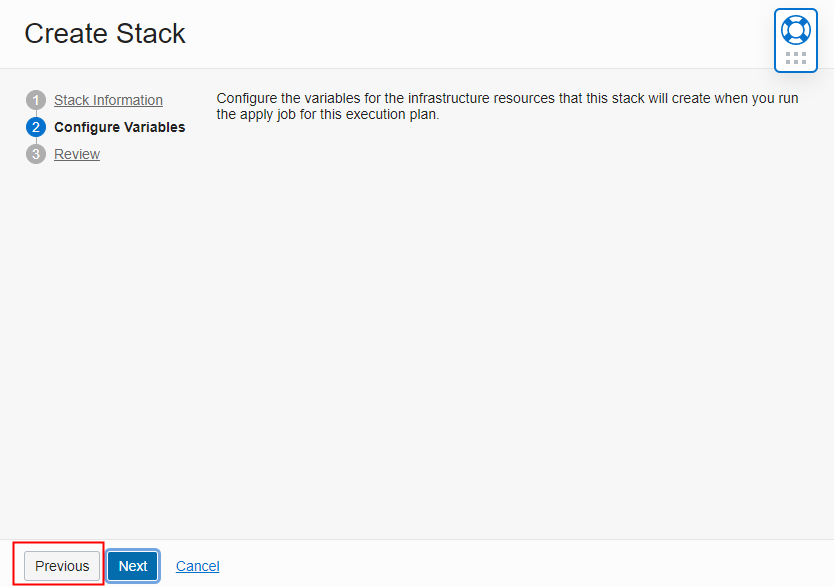 Create Stack
1 Stack Information
2 Configure Variables
3 Review
Configure the variables for the infrastructure resources that this stack will create when you run
the apply job for this execution plan.
Previous
Next
Cancel